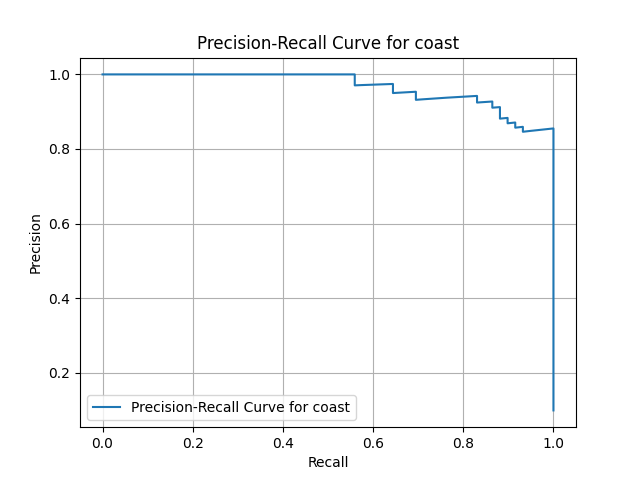 Precision-Recall Curve for coast
1.0
0.8
0.6
0.4
0.2
Precision
Precision-Recall Curve for coast
0.0 0.2 0.4 0.6 0.8 1.0
Recall